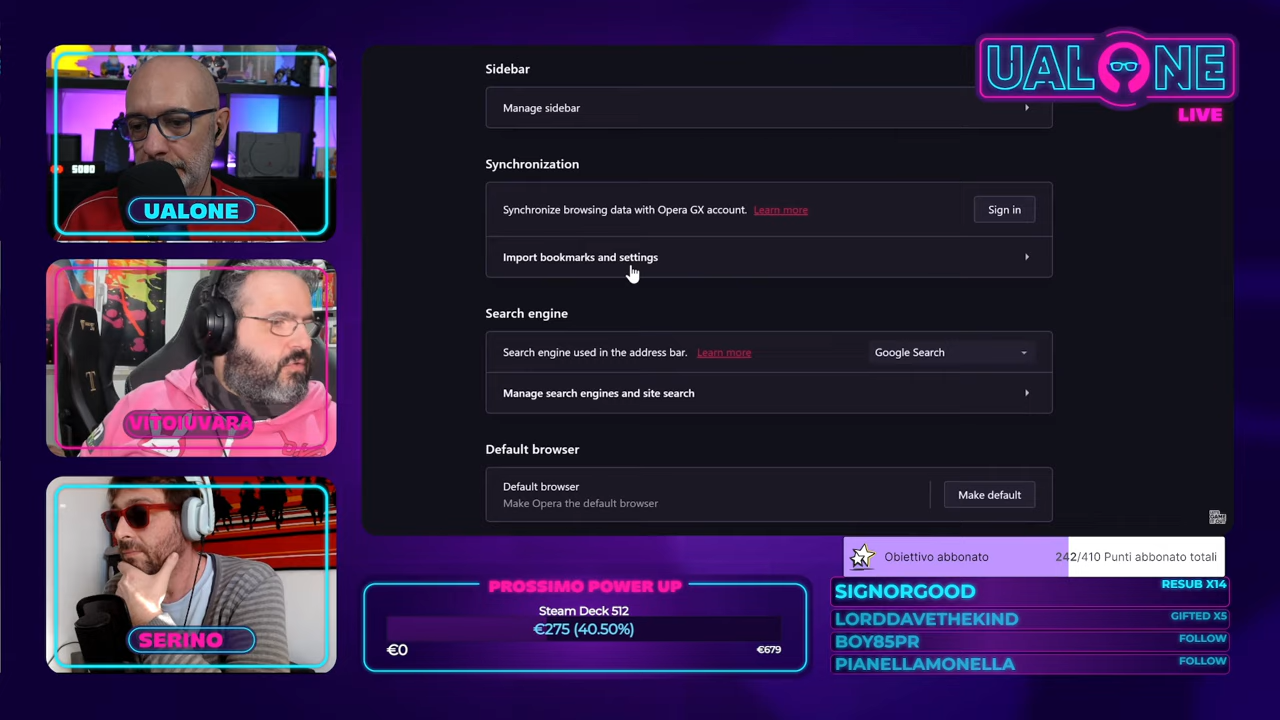 UALONE
LIVE
5080
UALONE
VITOIUVARA
SERINO
Sidebar
Manage sidebar
Synchronization
Synchronize browsing data with Opera GX account. Learn more
Sign in
Import bookmarks and settings
Search engine
Search engine used in the address bar. Learn more
Google Search
Manage search engines and site search
Default browser
Default browser
Make Opera the default browser
Make default
Obiettivo abbonato
242/410 Punti abbonato totali
PROSSIMO POWER UP
Steam Deck 512
€275 (40.50%)
€0
€679
SIGNORGOOD RESUB X14
LORDDAVETHEKIND GIFTED X5
BOY85PR FOLLOW
PIANELLAMONELLA FOLLOW